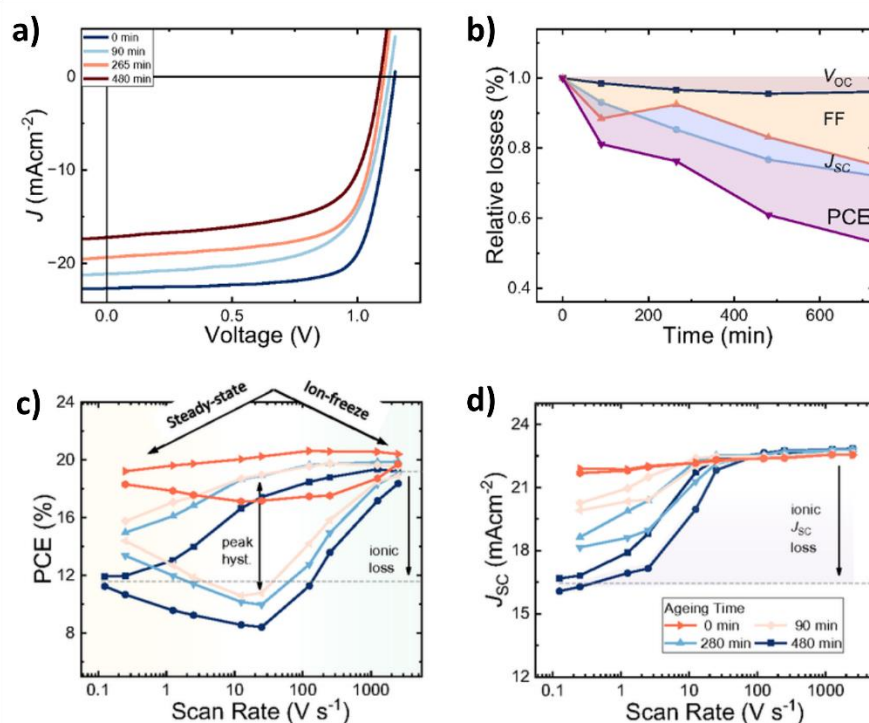 a)
0 min
90 min
265 min
480 min
J (mAcm-2)
0
−10
−20
0.0
0.5
1.0
Voltage (V)
b)
VOC
FF
JSC
PCE
Relative losses (%)
1.0
0.8
0.6
0.4
0
200
400
600
Time (min)
c)
Steady-state
Ion-freeze
peak
hyst.
ionic
loss
PCE (%)
24
20
16
12
8
0.1
1
10
100
1000
Scan Rate (V s-1)
d)
ionic
JSC
loss
Ageing Time
0 min
90 min
280 min
480 min
JSC (mAcm-2)
24
21
18
15
12
0.1
1
10
100
1000
Scan Rate (V s-1)